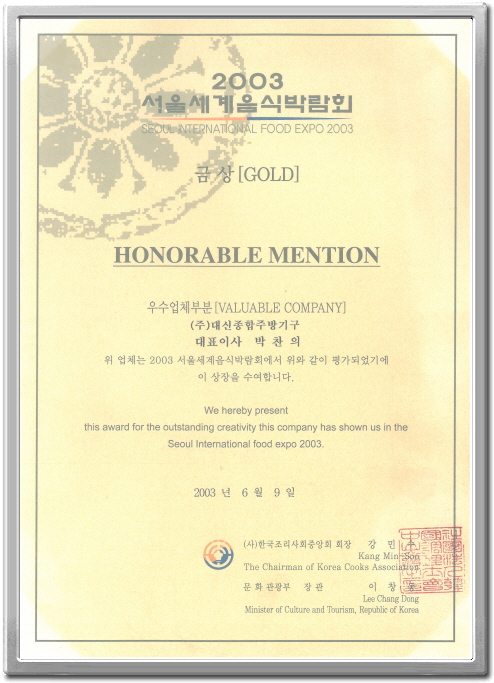 2003
서울세계음식박람회
SEOUL INTERNATIONAL FOOD EXPO 2003
금 상 [GOLD]
HONORABLE MENTION
우수업체부분 [VALUABLE COMPANY]
(주)대신종합주방기구
대표이사 박 찬 의
위 업체는 2003 서울세계음식박람회에서 위와 같이 평가되었기에
이 상장을 수여합니다.
We hereby present
this award for the outstanding creativity this company has shown us in the
Seoul International food expo 2003.
2003 년 6 월 9 일
(사)한국조리사회중앙회 회장 강 민 수
Kang Min Soo
The Chairman of Korea Cooks Association
문화관광부 장관 이 창 동
Lee Chang Dong
Minister of Culture and Tourism, Republic of Korea